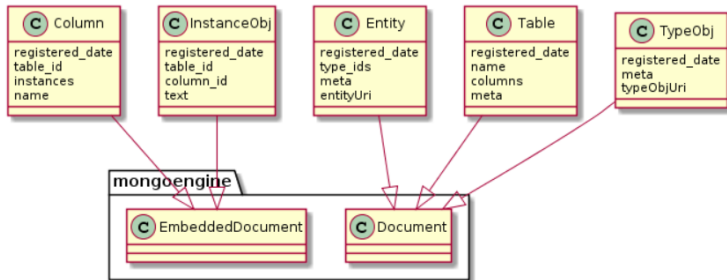 C Column
registered_date
table_id
instances
name
C InstanceObj
registered_date
table_id
column_id
text
C Entity
registered_date
type_ids
meta
entityUri
C Table
registered_date
name
columns
meta
C TypeObj
registered_date
meta
typeObjUri
mongoengine
C EmbeddedDocument
C Document